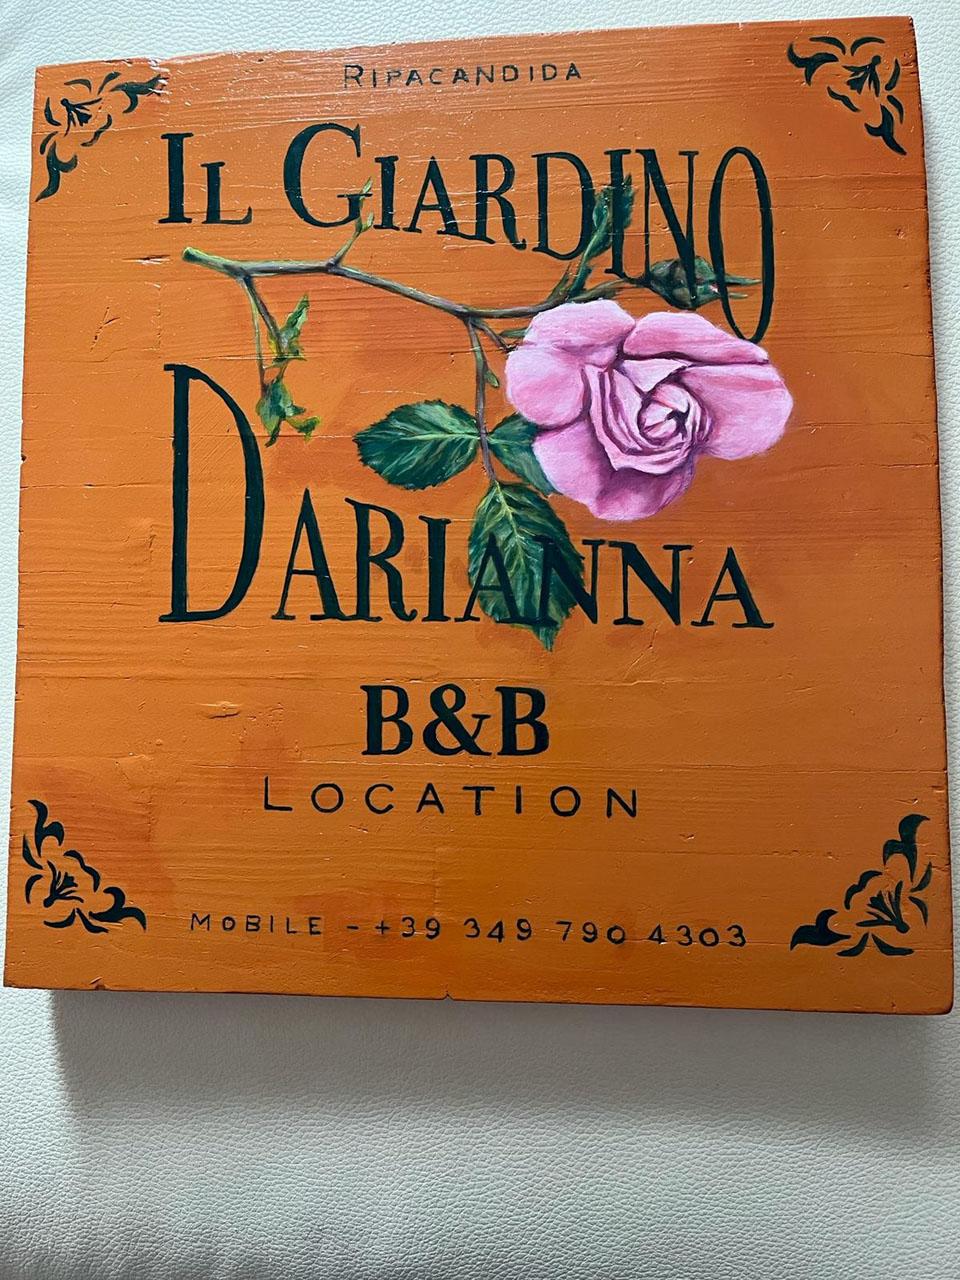 RIPACANDIDA
IL GIARDINO
DARIANNA
B&B
LOCATION
MOBILE - +39 349 790 4303